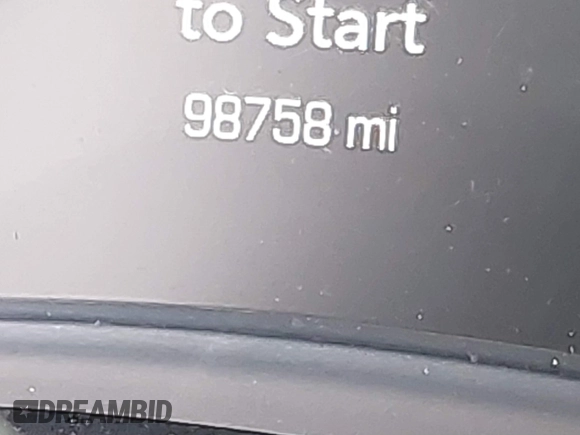 to Start
98758 mi
DREAMBID